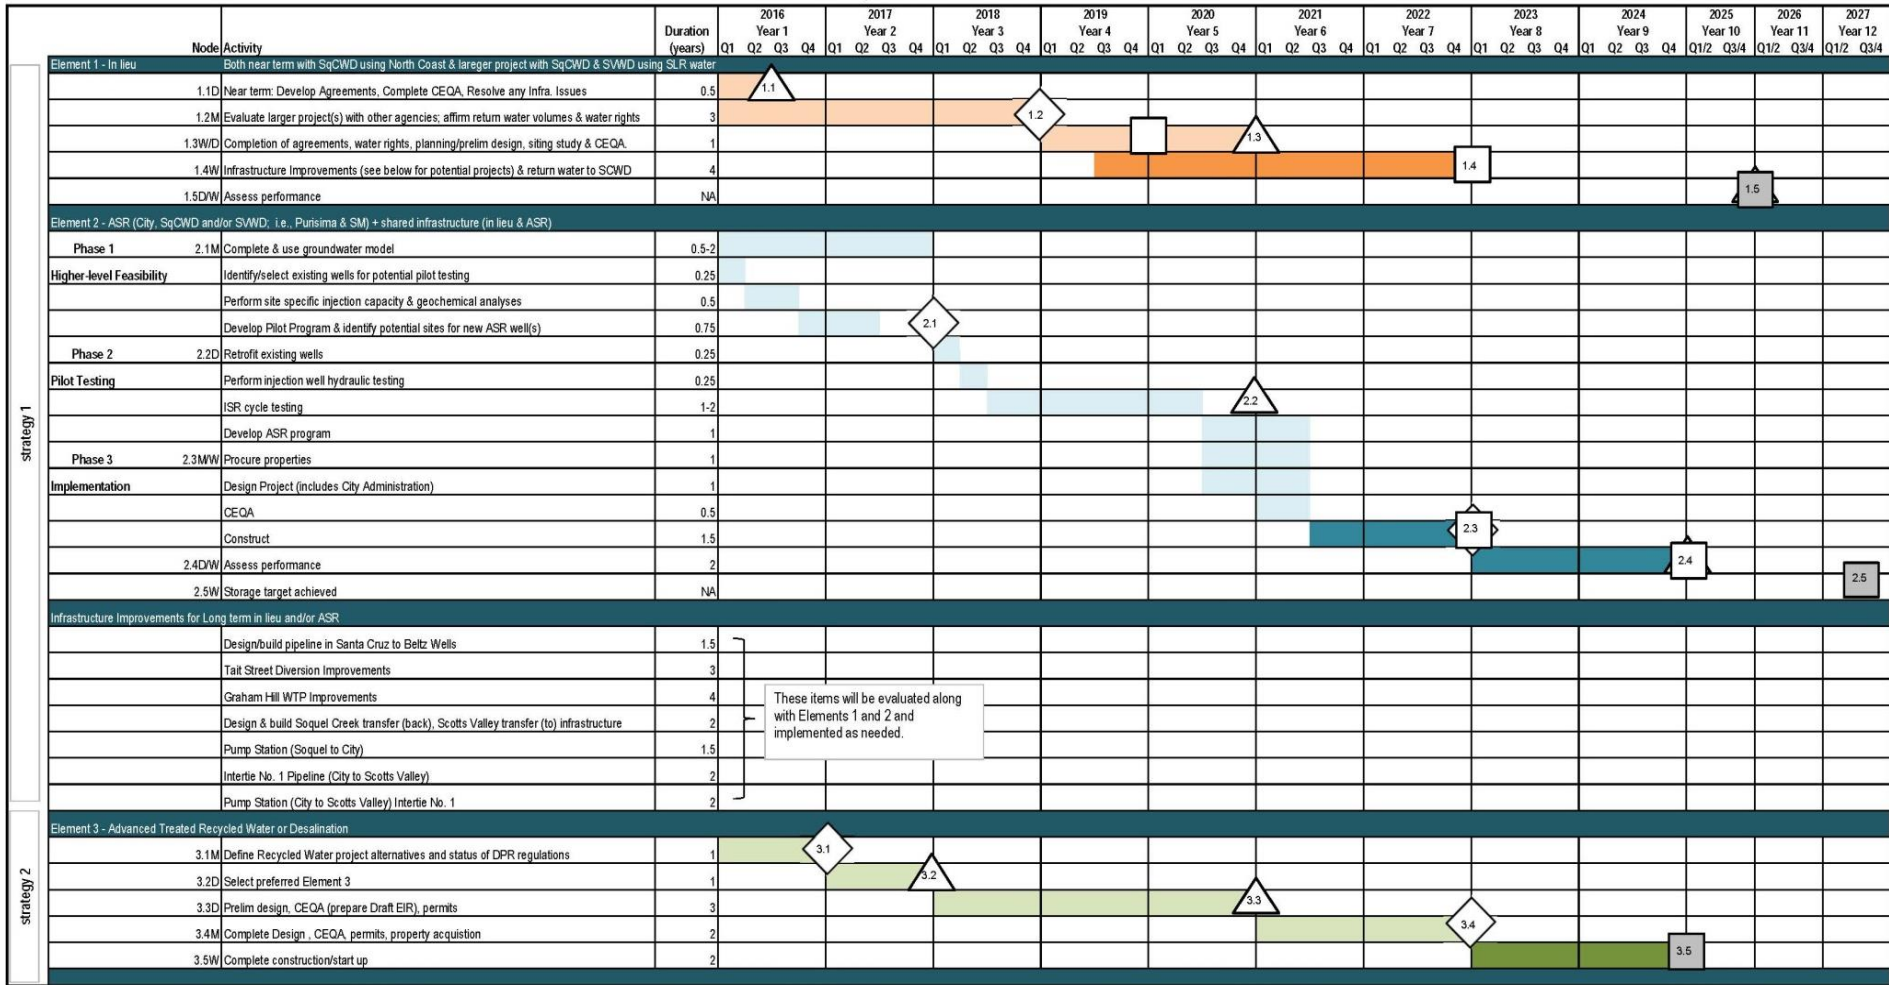 2016 2017 2018 2019 2020 2021 2022 2023 2024 2025 2026 2027
Duration Year 1 Year 2 Year 3 Year 4 Year 5 Year 6 Year 7 Year 8 Year 9 Year 10 Year 11 Year 12
Node Activity (years) Q1 Q2 Q3 Q4 Q1 Q2 Q3 Q4 Q1 Q2 Q3 Q4 Q1 Q2 Q3 Q4 Q1 Q2 Q3 Q4 Q1 Q2 Q3 Q4 Q1 Q2 Q3 Q4 Q1 Q2 Q3 Q4 Q1 Q2 Q3 Q4 Q1/2 Q3/4 Q1/2 Q3/4 Q1/2 Q3/4
strategy 1
Element 1 - In lieu Both near term with SqCWD using North Coast & lareger project with SqCWD & SVWD using SLR water
1.1D Near term: Develop Agreements, Complete CEQA, Resolve any Infra. Issues 0.5 1.1
1.2M Evaluate larger project(s) with other agencies; affirm return water volumes & water rights 3 1.2
1.3W/D Completion of agreements, water rights, planning/prelim design, siting study & CEQA. 1 1.3
1.4W Infrastructure Improvements (see below for potential projects) & return water to SCWD 4 1.4
1.5D/W Assess performance NA 1.5
Element 2 - ASR (City, SqCWD and/or SVWD; i.e., Purisima & SM) + shared infrastructure (in lieu & ASR)
Phase 1 2.1M Complete & use groundwater model 0.5-2
Higher-level Feasibility Identify/select existing wells for potential pilot testing 0.25
Perform site specific injection capacity & geochemical analyses 0.5
Develop Pilot Program & identify potential sites for new ASR well(s) 0.75 2.1
Phase 2 2.2D Retrofit existing wells 0.25
Pilot Testing Perform injection well hydraulic testing 0.25
ISR cycle testing 1-2 2.2
Develop ASR program 1
Phase 3 2.3M/W Procure properties 1
Implementation Design Project (includes City Administration) 1
CEQA 0.5
Construct 1.5 2.3
2.4D/W Assess performance 2 2.4
2.5W Storage target achieved NA 2.5
Infrastructure Improvements for Long term in lieu and/or ASR
Design/build pipeline in Santa Cruz to Beltz Wells 1.5
Tait Street Diversion Improvements 3
Graham Hill WTP Improvements 4
Design & build Soquel Creek transfer (back), Scotts Valley transfer (to) infrastructure 2
Pump Station (Soquel to City) 1.5
Intertie No. 1 Pipeline (City to Scotts Valley) 2
Pump Station (City to Scotts Valley) Intertie No. 1 2
These items will be evaluated along
with Elements 1 and 2 and
implemented as needed.
strategy 2
Element 3 - Advanced Treated Recycled Water or Desalination
3.1M Define Recycled Water project alternatives and status of DPR regulations 1 3.1
3.2D Select preferred Element 3 1 3.2
3.3D Prelim design, CEQA (prepare Draft EIR), permits 3 3.3
3.4M Complete Design , CEQA, permits, property acquistion 2 3.4
3.5W Complete construction/start up 2 3.5